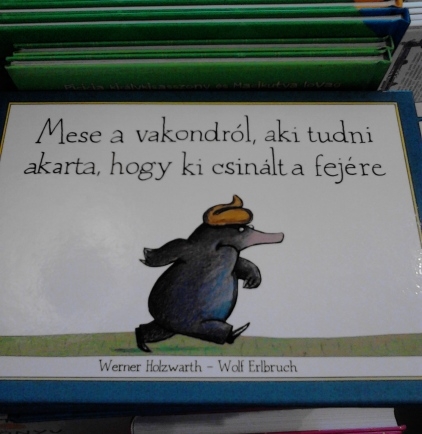 Mese a vakondról, aki tudni
akarta, hogy ki csinált a fejére
Werner Holzwarth - Wolf Erlbruch